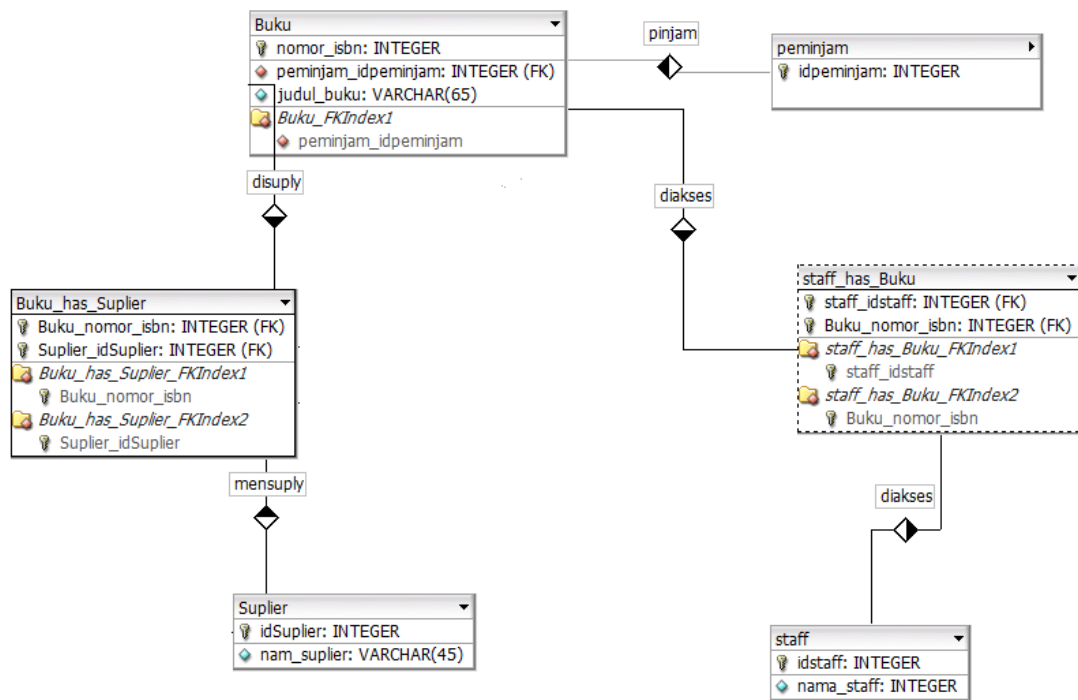 Buku
nomor_isbn: INTEGER
peminjam_idpeminjam: INTEGER (FK)
judul_buku: VARCHAR(65)
Buku_FKIndex1
peminjam_idpeminjam
pinjam
peminjam
idpeminjam: INTEGER
disuply
diakses
Buku_has_Suplier
Buku_nomor_isbn: INTEGER (FK)
Suplier_idSuplier: INTEGER (FK)
Buku_has_Suplier_FKIndex1
Buku_nomor_isbn
Buku_has_Suplier_FKIndex2
Suplier_idSuplier
staff_has_Buku
staff_idstaff: INTEGER (FK)
Buku_nomor_isbn: INTEGER (FK)
staff_has_Buku_FKIndex1
staff_idstaff
staff_has_Buku_FKIndex2
Buku_nomor_isbn
mensuply
diakses
Suplier
idSuplier: INTEGER
nam_suplier: VARCHAR(45)
staff
idstaff: INTEGER
nama_staff: INTEGER